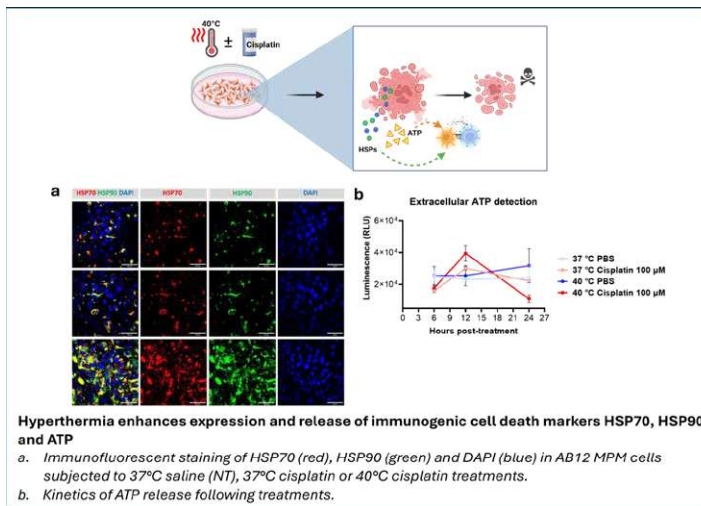 40°C
±
Cisplatin
ATP
HSPs
a
HSP70 HSP90 DAPI
HSP70
HSP90
DAPI
b
Extracellular ATP detection
Luminescence (RLU)
6×10⁴
4×10⁴
2×10⁴
0 3 6 9 12 15 18 21 24 27
Hours post-treatment
37 °C PBS
37 °C Cisplatin 100 µM
40 °C PBS
40 °C Cisplatin 100 µM
Hyperthermia enhances expression and release of immunogenic cell death markers HSP70, HSP90
and ATP
a. Immunofluorescent staining of HSP70 (red), HSP90 (green) and DAPI (blue) in AB12 MPM cells
subjected to 37ºC saline (NT), 37ºC cisplatin or 40ºC cisplatin treatments.
b. Kinetics of ATP release following treatments.